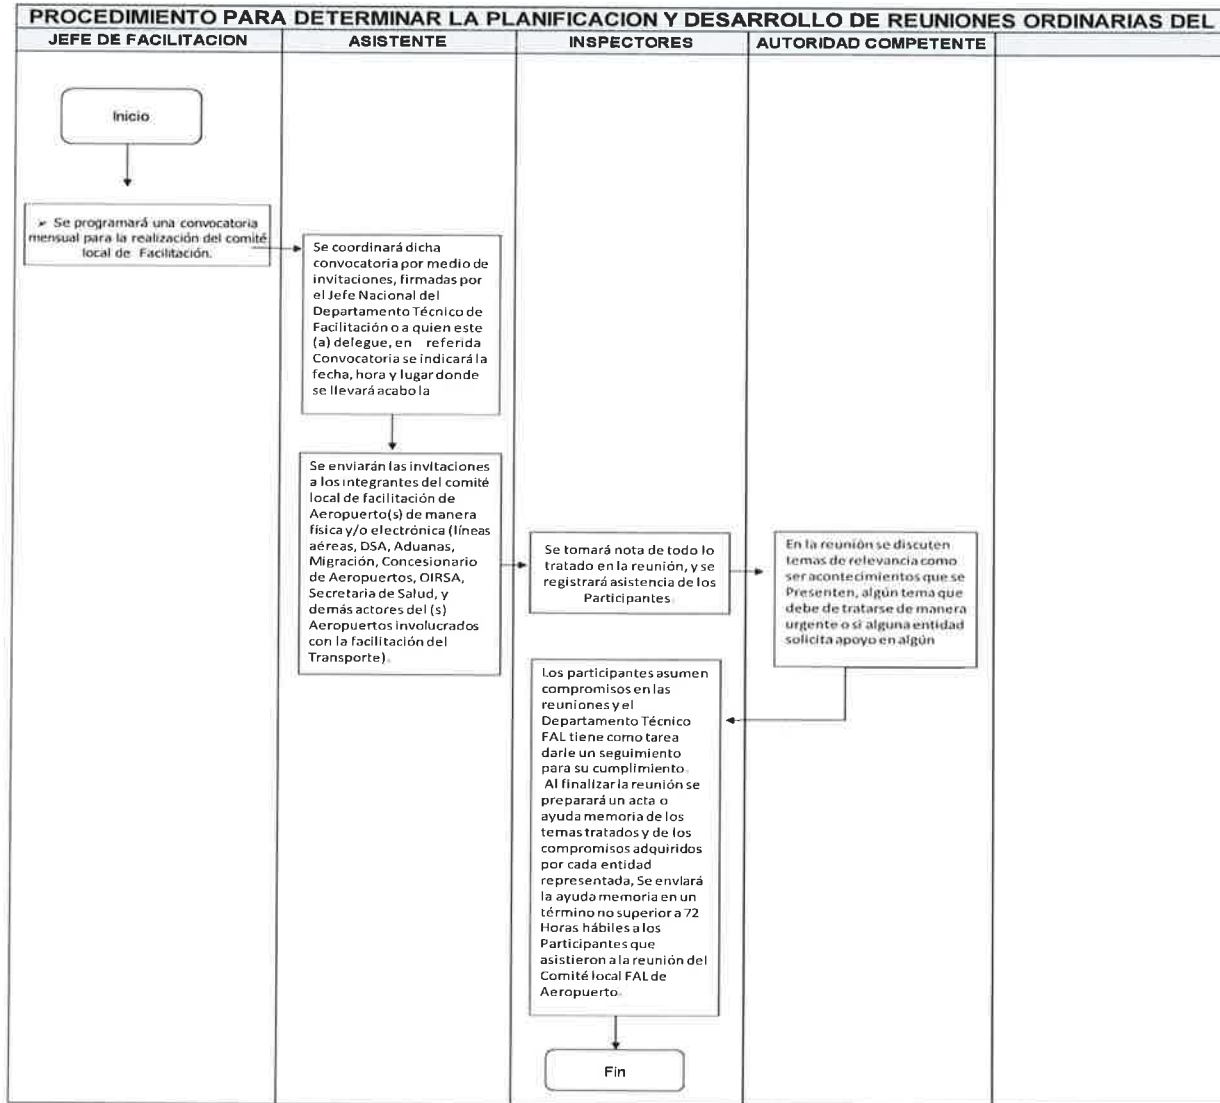 PROCEDIMIENTO PARA DETERMINAR LA PLANIFICACION Y DESARROLLO DE REUNIONES ORDINARIAS DEL
JEFE DE FACILITACION
ASISTENTE
INSPECTORES
AUTORIDAD COMPETENTE
Inicio
➢ Se programará una convocatoria
mensual para la realización del comité
local de Facilitación.
Se coordinará dicha
convocatoria por medio de
invitaciones, firmadas por
el Jefe Nacional del
Departamento Técnico de
Facilitación o a quien este
(a) delegue, en referida
Convocatoria se indicará la
fecha, hora y lugar donde
se llevará acabo la
Se enviarán las invitaciones
a los integrantes del comité
local de facilitación de
Aeropuerto(s) de manera
física y/o electrónica (líneas
aéreas, DSA, Aduanas,
Migración, Concesionario
de Aeropuertos, OIRSA,
Secretaria de Salud, y
demás actores del (s)
Aeropuertos involucrados
con la facilitación del
Transporte).
Se tomará nota de todo lo
tratado en la reunión, y se
registrará asistencia de los
Participantes.
En la reunión se discuten
temas de relevancia como
ser acontecimientos que se
Presenten, algún tema que
debe de tratarse de manera
urgente o si alguna entidad
solicita apoyo en algún
Los participantes asumen
compromisos en las
reuniones y el
Departamento Técnico
FAL tiene como tarea
darle un seguimiento
para su cumplimiento.
Al finalizar la reunión se
preparará un acta o
ayuda memoria de los
temas tratados y de los
compromisos adquiridos
por cada entidad
representada, Se enviará
la ayuda memoria en un
término no superior a 72
Horas hábiles a los
Participantes que
asistieron a la reunión del
Comité local FAL de
Aeropuerto.
Fin